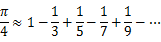 π/4 ≈ 1 − 1/3 + 1/5 − 1/7 + 1/9 − ⋯